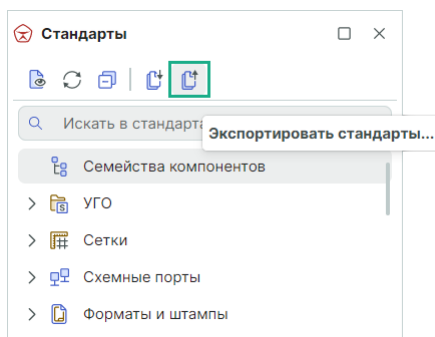 Стандарты
Искать в стандарта
Экспортировать стандарты...
Семейства компонентов
УГО
Сетки
Схемные порты
Форматы и штампы